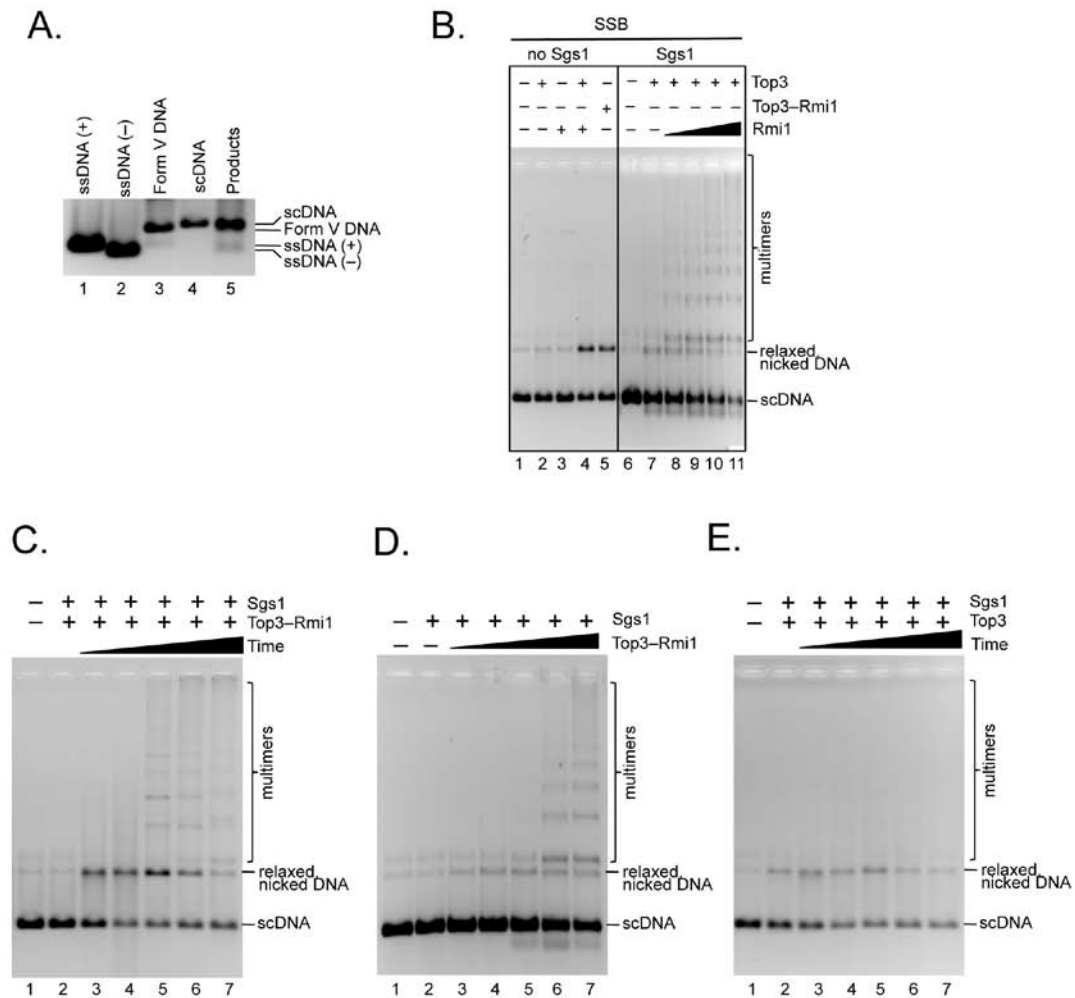 A.
ssDNA (+)
ssDNA (–)
Form V DNA
scDNA
Products
scDNA
Form V DNA
ssDNA (+)
ssDNA (–)
1 2 3 4 5
B.
SSB
no Sgs1 Sgs1
– + – + – – + + + + + Top3
– – – – + – – – – – – Top3–Rmi1
– – + + – – – Rmi1
multimers
relaxed,
nicked DNA
scDNA
1 2 3 4 5 6 7 8 9 10 11
C.
– + + + + + + Sgs1
– + + + + + + Top3–Rmi1
Time
multimers
relaxed,
nicked DNA
scDNA
1 2 3 4 5 6 7
D.
– + + + + + + Sgs1
– – Top3–Rmi1
multimers
relaxed,
nicked DNA
scDNA
1 2 3 4 5 6 7
E.
– + + + + + + Sgs1
– + + + + + + Top3
Time
multimers
relaxed,
nicked DNA
scDNA
1 2 3 4 5 6 7